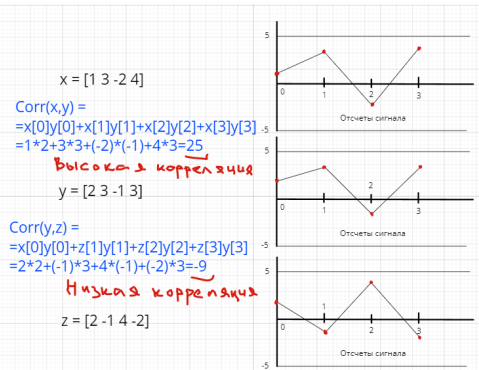 x = [1 3 -2 4]
Corr(x,y) =
=x[0]y[0]+x[1]y[1]+x[2]y[2]+x[3]y[3]
=1*2+3*3+(-2)*(-1)+4*3=25
Высокая корреляция
y = [2 3 -1 3]
Corr(y,z) =
=x[0]y[0]+z[1]y[1]+z[2]y[2]+z[3]y[3]
=2*2+(-1)*3+4*(-1)+(-2)*3=-9
Низкая корреляция
z = [2 -1 4 -2]
5
0
1
2
3
Отсчеты сигнала
-5
5
2
0
1
3
Отсчеты сигнала
-5
5
1
0
2
3
Отсчеты сигнала
-5